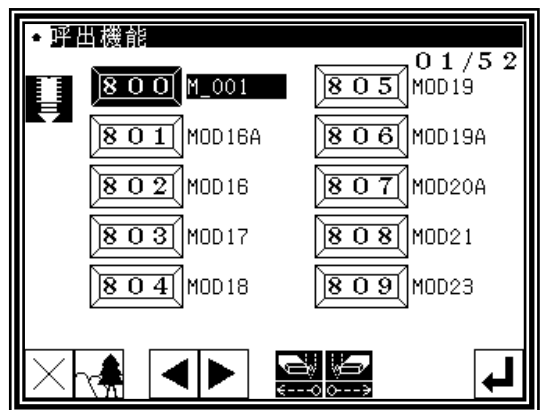 呼出機能
01/52
800 M_001
801 MOD16A
802 MOD16
803 MOD17
804 MOD18
805 MOD19
806 MOD19A
807 MOD20A
808 MOD21
809 MOD23